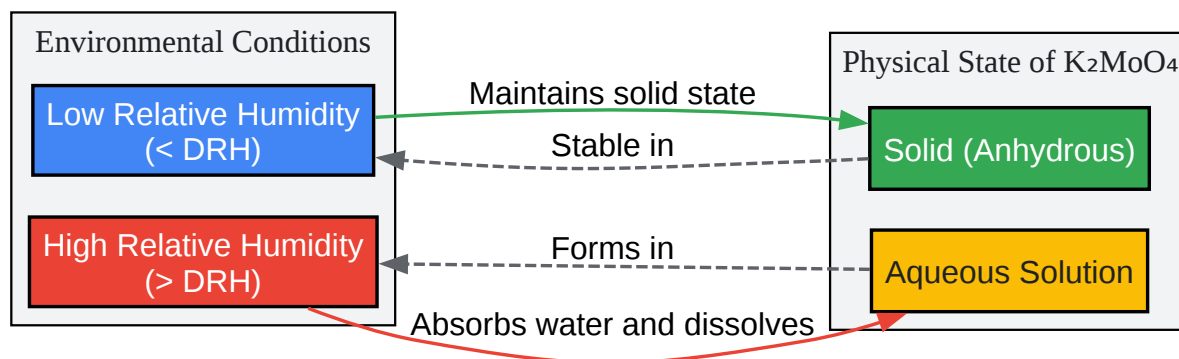 Environmental Conditions
Low Relative Humidity
(< DRH)
High Relative Humidity
(> DRH)
Maintains solid state
Stable in
Forms in
Absorbs water and dissolves
Physical State of K₂MoO₄
Solid (Anhydrous)
Aqueous Solution